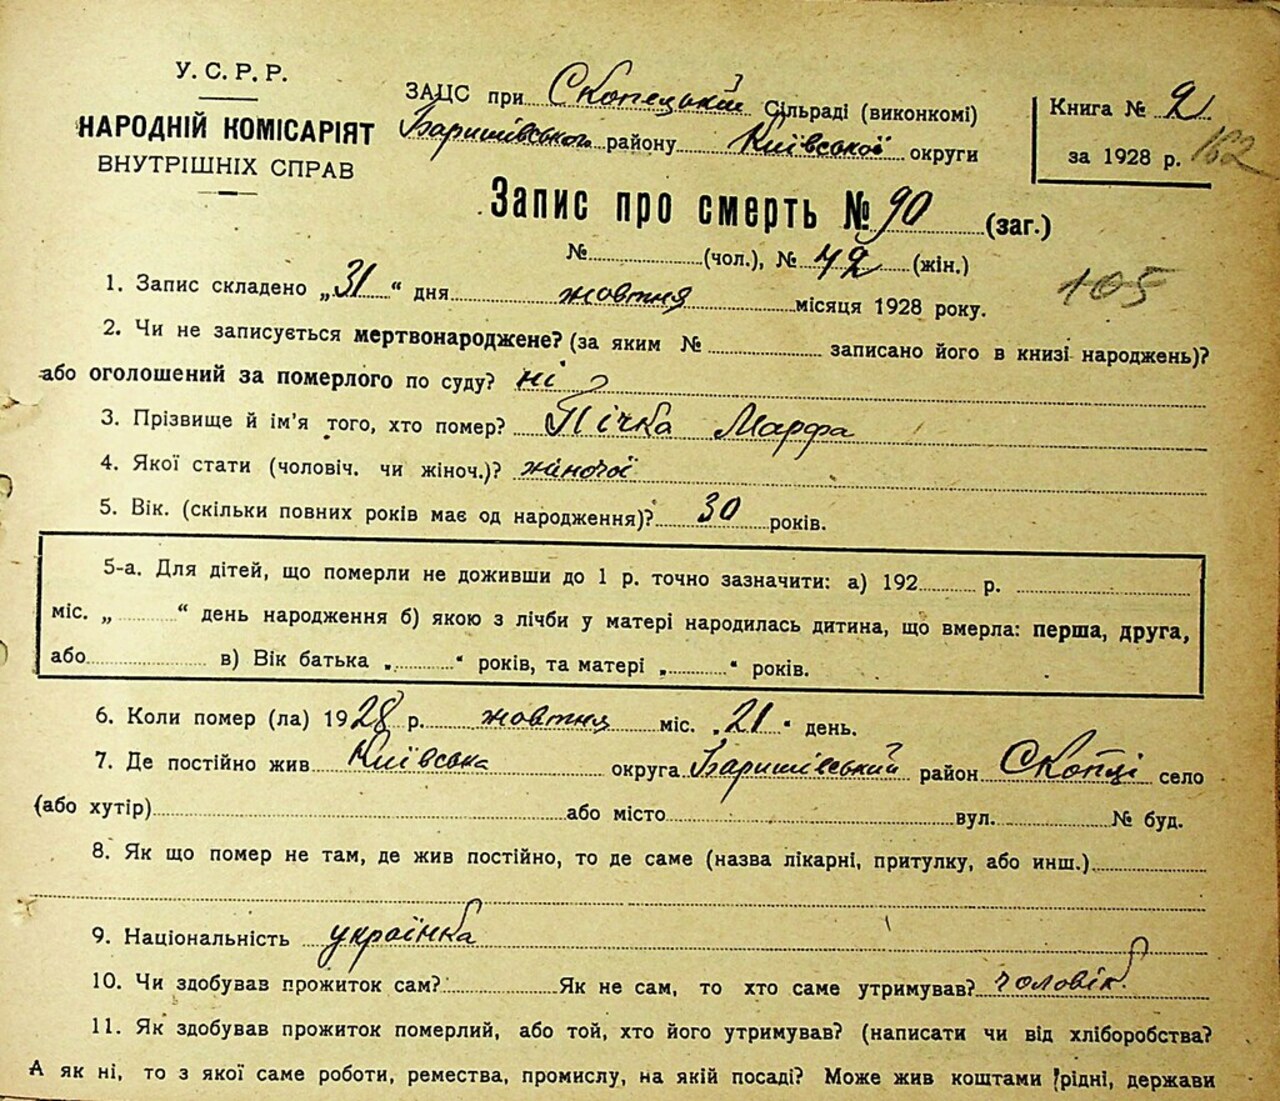 У. С. Р. Р.
НАРОДНІЙ КОМІСАРІЯТ
ВНУТРІШНІХ СПРАВ
ЗАЦС при Скопецькій Сільраді (виконкомі)
Баришівського району Київської округи
Книга № 2
за 1928 р. 162
Запис про смерть № 90 (заг.)
№ (чол.), № 42 (жін.)
105
1. Запис складено „31“ дня жовтня місяця 1928 року.
2. Чи не записується мертвонароджене? (за яким № записано його в книзі народжень)?
або оголошений за померлого по суду? ні
3. Прізвище й ім'я того, хто помер? Пічка Марфа
4. Якої стати (чоловіч. чи жіноч.)? жіночої
5. Вік. (скільки повних років має од народження)? 30 років.
5-а. Для дітей, що померли не доживши до 1 р. точно зазначити: а) 192 р.
міс. „ “ день народження б) якою з лічби у матері народилась дитина, що вмерла: перша, друга,
або в) Вік батька „ “ років, та матері „ “ років.
6. Коли помер (ла) 1928 р. жовтня міс. „21“ день.
7. Де постійно жив Київська округа Баришівський район Скопці село
(або хутір) або місто вул. № буд.
8. Як що помер не там, де жив постійно, то де саме (назва лікарні, притулку, або инш.)
9. Національність українка
10. Чи здобував прожиток сам? Як не сам, то хто саме утримував? чоловік
11. Як здобував прожиток померлий, або той, хто його утримував? (написати чи від хліборобства?
А як ні, то з якої саме роботи, ремества, промислу, на якій посаді? Може жив коштами рідні, держави